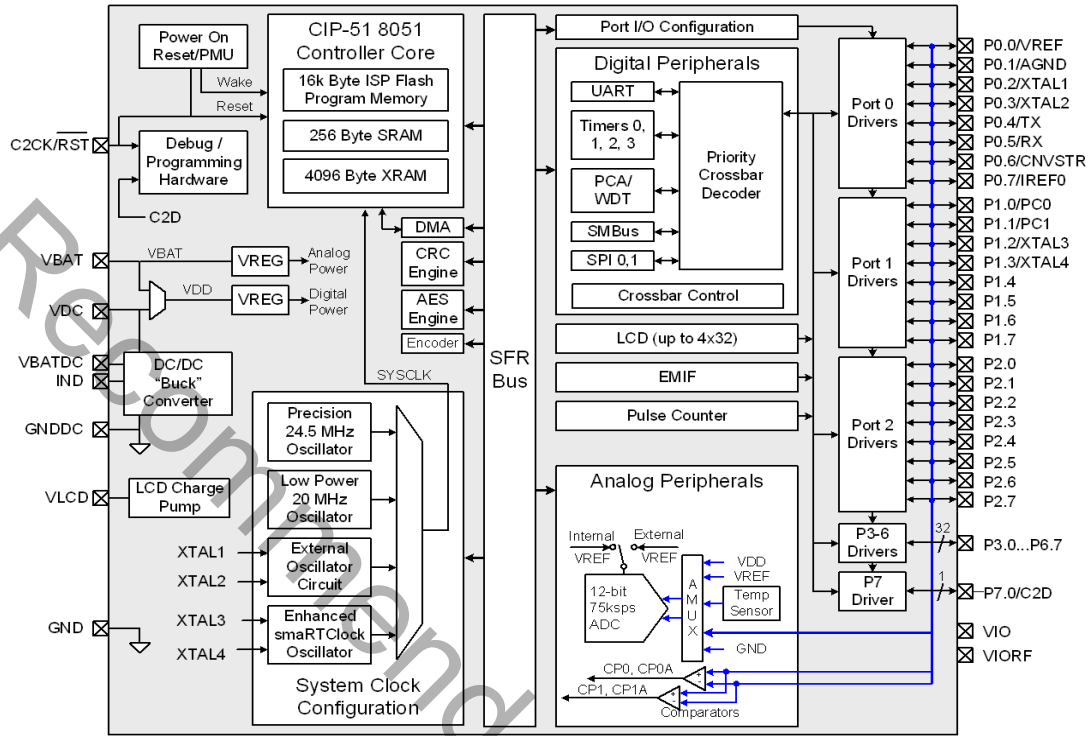 Power On
Reset/PMU
Wake
Reset
C2CK/RST
Debug /
Programming
Hardware
C2D
CIP-51 8051
Controller Core
16k Byte ISP Flash
Program Memory
256 Byte SRAM
4096 Byte XRAM
VBAT
VBAT
VREG
Analog
Power
VDC
VDD
VREG
Digital
Power
VBATDC
IND
DC/DC
“Buck”
Converter
GNDDC
VLCD
LCD Charge
Pump
GND
DMA
CRC
Engine
AES
Engine
Encoder
SYSCLK
Precision
24.5 MHz
Oscillator
Low Power
20 MHz
Oscillator
XTAL1
XTAL2
External
Oscillator
Circuit
XTAL3
XTAL4
Enhanced
smaRTClock
Oscillator
System Clock
Configuration
SFR
Bus
Port I/O Configuration
Digital Peripherals
UART
Timers 0,
1, 2, 3
PCA/
WDT
SMBus
SPI 0,1
Priority
Crossbar
Decoder
Crossbar Control
LCD (up to 4x32)
EMIF
Pulse Counter
Analog Peripherals
Internal
VREF
External
VREF
12-bit
75ksps
ADC
A
M
U
X
VDD
VREF
Temp
Sensor
GND
CP0, CP0A
+
-
CP1, CP1A
+
-
Comparators
Port 0
Drivers
Port 1
Drivers
Port 2
Drivers
P3-6
Drivers
32
P7
Driver
1
P0.0/VREF
P0.1/AGND
P0.2/XTAL1
P0.3/XTAL2
P0.4/TX
P0.5/RX
P0.6/CNVSTR
P0.7/IREF0
P1.0/PC0
P1.1/PC1
P1.2/XTAL3
P1.3/XTAL4
P1.4
P1.5
P1.6
P1.7
P2.0
P2.1
P2.2
P2.3
P2.4
P2.5
P2.6
P2.7
P3.0...P6.7
P7.0/C2D
VIO
VIORF
Recommend